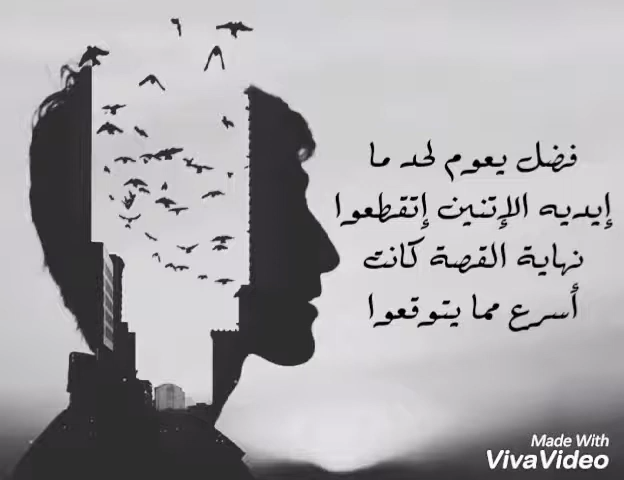 فضل يعوم لحد ما
إيديه الإتنين إتقطعوا
نهاية القصة كانت
أسرع مما يتوقعوا
Made With
VivaVideo